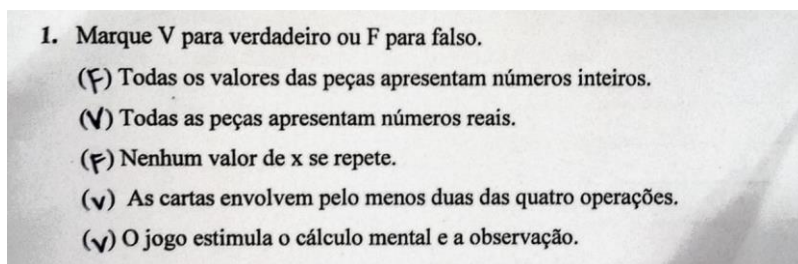 1. Marque V para verdadeiro ou F para falso.
(F) Todas os valores das peças apresentam números inteiros.
(V) Todas as peças apresentam números reais.
(F) Nenhum valor de x se repete.
(V) As cartas envolvem pelo menos duas das quatro operações.
(V) O jogo estimula o cálculo mental e a observação.